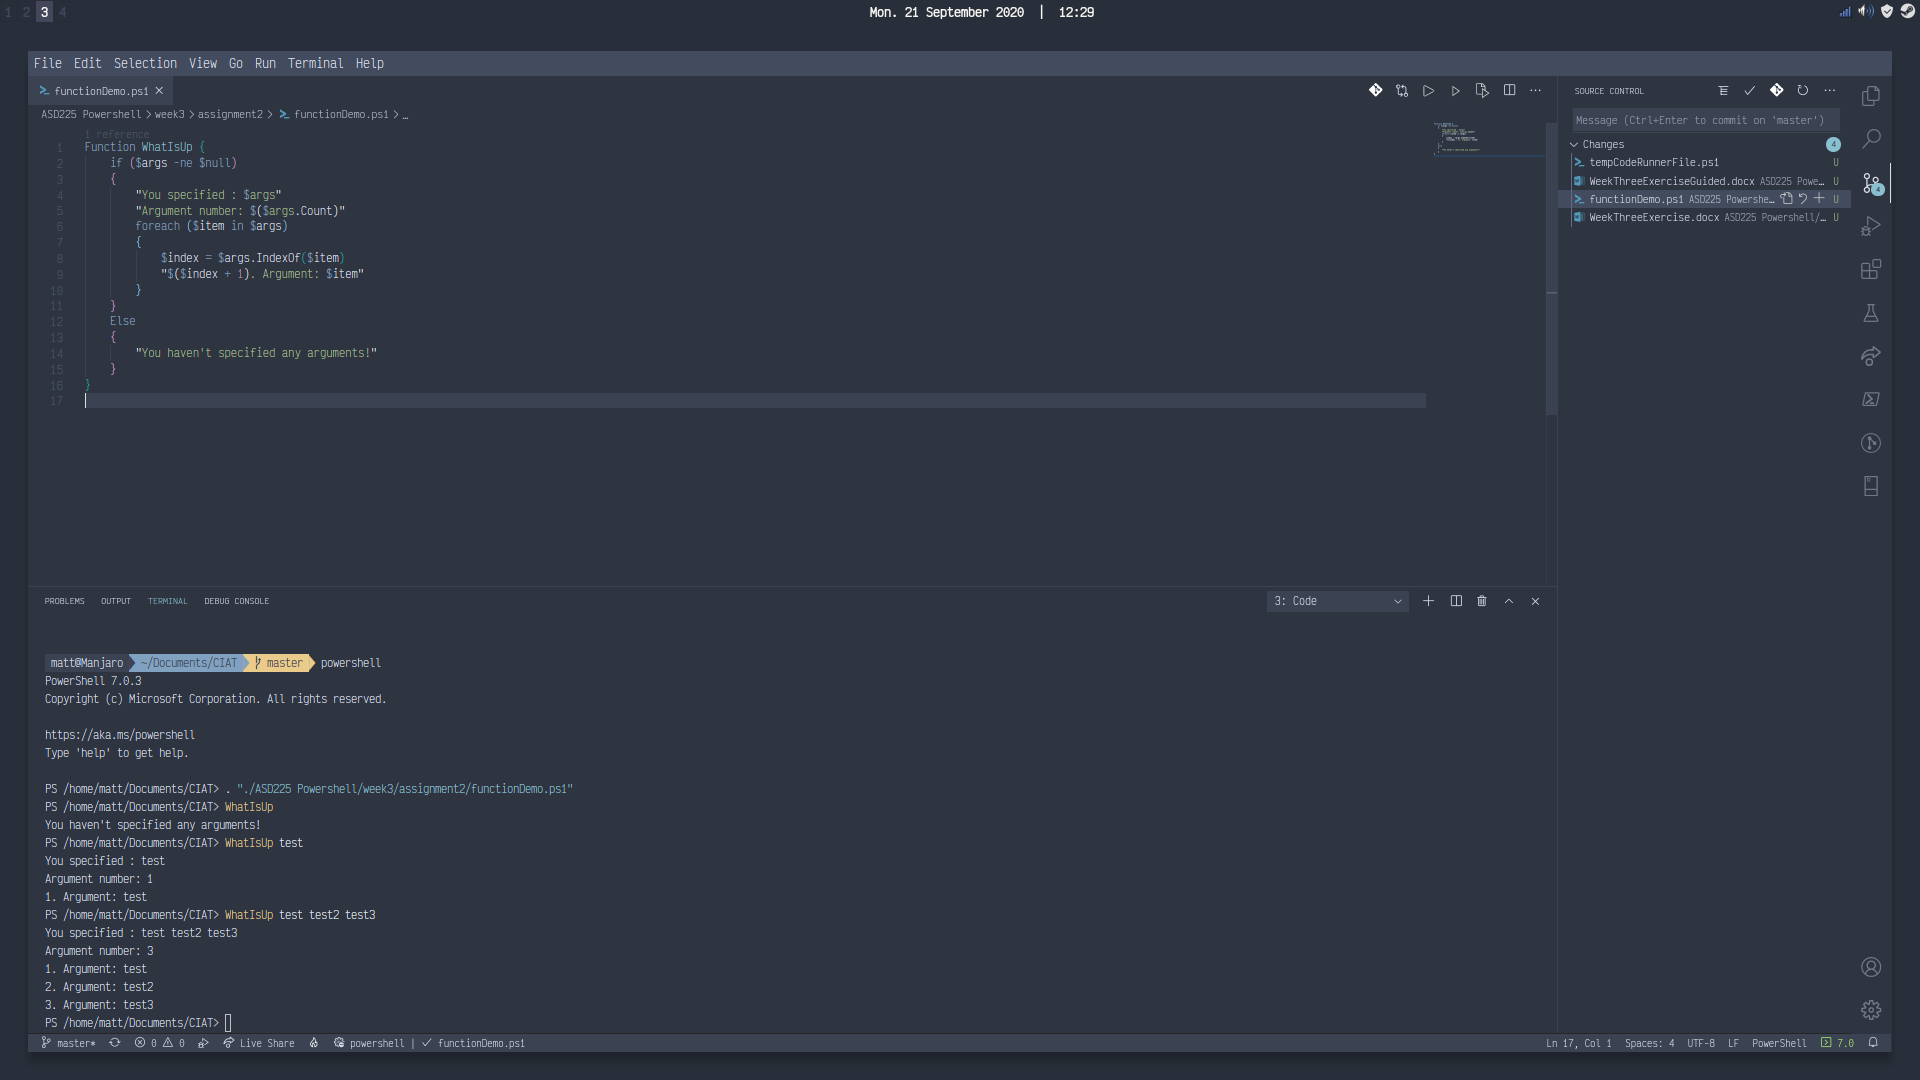 1 2 3 4
Mon. 21 September 2020 | 12:29
File Edit Selection View Go Run Terminal Help
functionDemo.ps1
ASD225 Powershell > week3 > assignment2 > functionDemo.ps1 > …
1 reference
1 Function WhatIsUp {
2 if ($args -ne $null)
3 {
4 "You specified : $args"
5 "Argument number: $($args.Count)"
6 foreach ($item in $args)
7 {
8 $index = $args.IndexOf($item)
9 "$($index + 1). Argument: $item"
10 }
11 }
12 Else
13 {
14 "You haven't specified any arguments!"
15 }
16 }
17
SOURCE CONTROL
Message (Ctrl+Enter to commit on 'master')
Changes 4
tempCodeRunnerFile.ps1 U
WeekThreeExerciseGuided.docx ASD225 Powe… U
functionDemo.ps1 ASD225 Powershe… U
WeekThreeExercise.docx ASD225 Powershell/… U
4
PROBLEMS OUTPUT TERMINAL DEBUG CONSOLE
3: Code
matt@Manjaro ~/Documents/CIAT master powershell
PowerShell 7.0.3
Copyright (c) Microsoft Corporation. All rights reserved.
https://aka.ms/powershell
Type 'help' to get help.
PS /home/matt/Documents/CIAT> . "./ASD225 Powershell/week3/assignment2/functionDemo.ps1"
PS /home/matt/Documents/CIAT> WhatIsUp
You haven't specified any arguments!
PS /home/matt/Documents/CIAT> WhatIsUp test
You specified : test
Argument number: 1
1. Argument: test
PS /home/matt/Documents/CIAT> WhatIsUp test test2 test3
You specified : test test2 test3
Argument number: 3
1. Argument: test
2. Argument: test2
3. Argument: test3
PS /home/matt/Documents/CIAT>
master* 0 0 Live Share powershell | functionDemo.ps1
Ln 17, Col 1 Spaces: 4 UTF-8 LF PowerShell 7.0